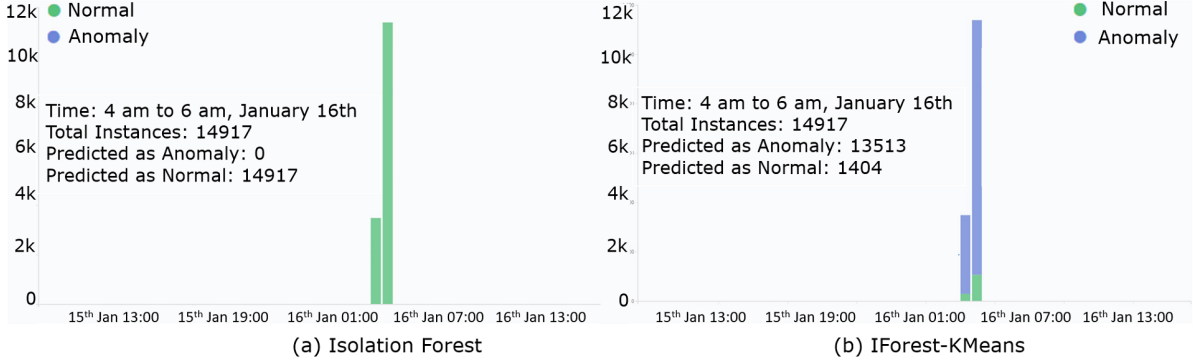 12k
10k
8k
6k
4k
2k
0
Normal
Anomaly
Time: 4 am to 6 am, January 16th
Total Instances: 14917
Predicted as Anomaly: 0
Predicted as Normal: 14917
15th Jan 13:00 15th Jan 19:00 16th Jan 01:00 16th Jan 07:00 16th Jan 13:00
(a) Isolation Forest
12k
10k
8k
6k
4k
2k
0
Normal
Anomaly
Time: 4 am to 6 am, January 16th
Total Instances: 14917
Predicted as Anomaly: 13513
Predicted as Normal: 1404
15th Jan 13:00 15th Jan 19:00 16th Jan 01:00 16th Jan 07:00 16th Jan 13:00
(b) IForest-KMeans